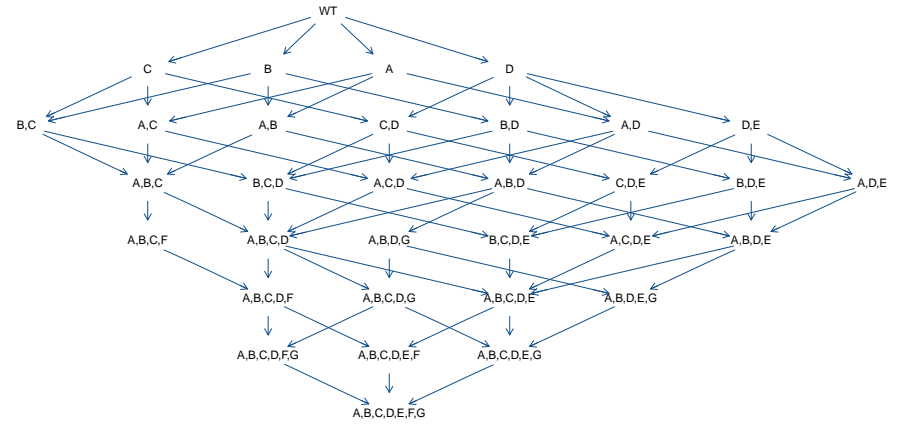 WT
C B A D
B,C A,C A,B C,D B,D A,D D,E
A,B,C B,C,D A,C,D A,B,D C,D,E B,D,E A,D,E
A,B,C,F A,B,C,D A,B,D,G B,C,D,E A,C,D,E A,B,D,E
A,B,C,D,F A,B,C,D,G A,B,C,D,E A,B,D,E,G
A,B,C,D,F,G A,B,C,D,E,F A,B,C,D,E,G
A,B,C,D,E,F,G